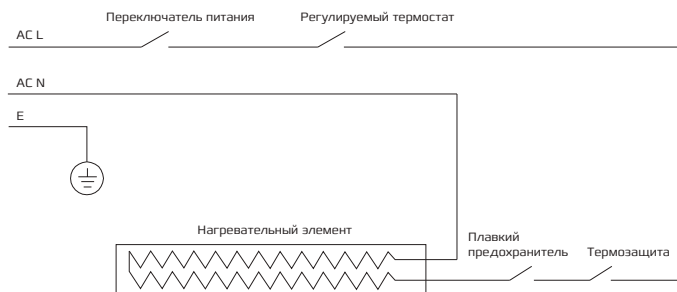 Переключатель питания
Регулируемый термостат
AC L
AC N
E
Нагревательный элемент
Плавкий
предохранитель
Термозащита